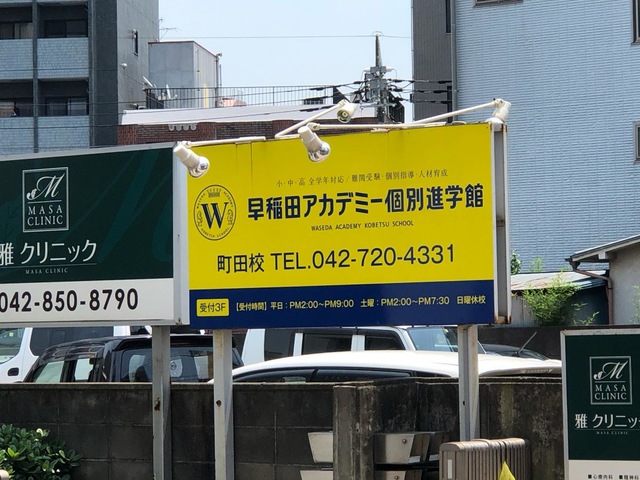 M
MASA
CLINIC
雅 クリニック
MASA CLINIC
042-850-8790
小・中・高 全学年対応/難関受験・個別指導・人材育成
W
早稲田アカデミー個別進学館
WASEDA ACADEMY KOBETSU SCHOOL
町田校 TEL.042-720-4331
受付3F 【受付時間】平日:PM2:00～PM9:00 土曜:PM2:00～PM7:30 日曜休校
M
MASA
CLINIC
雅 クリニッ
MASA CLINIC